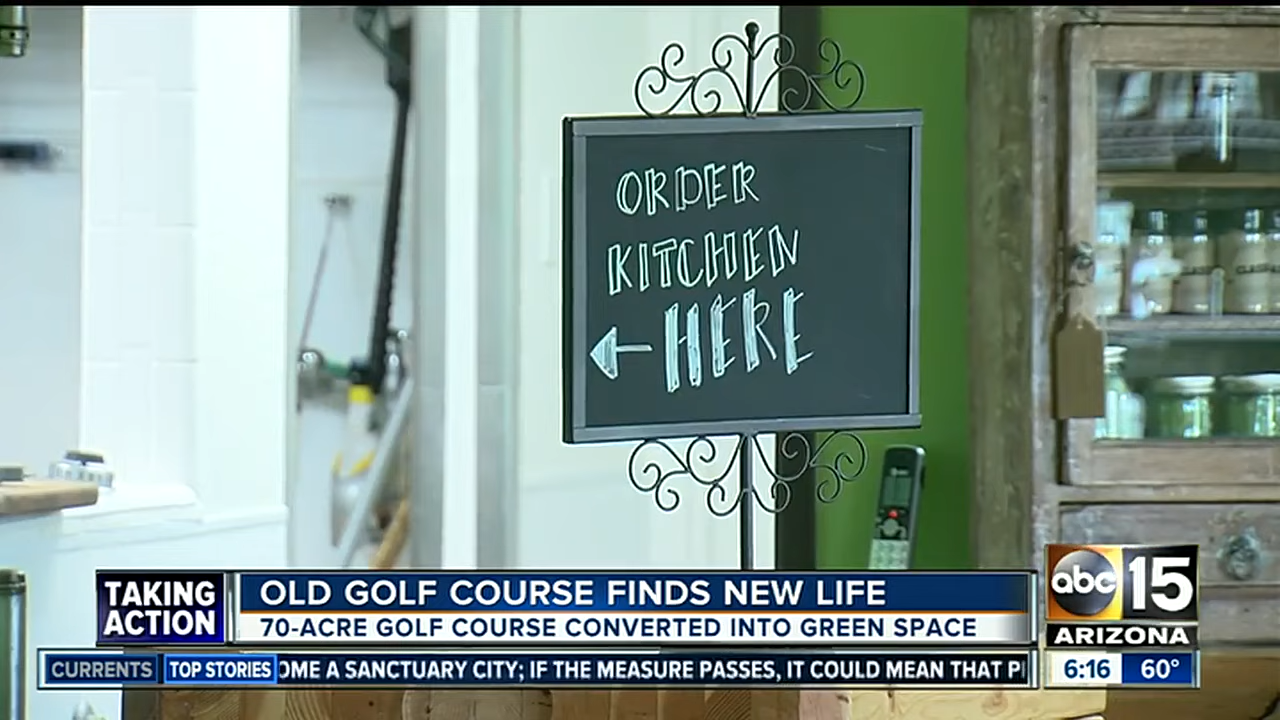 ORDER
KITCHEN
HERE
TAKING
ACTION
OLD GOLF COURSE FINDS NEW LIFE
70-ACRE GOLF COURSE CONVERTED INTO GREEN SPACE
abc 15
ARIZONA
CURRENTS
TOP STORIES
OME A SANCTUARY CITY; IF THE MEASURE PASSES, IT COULD MEAN THAT P
6:16
60°